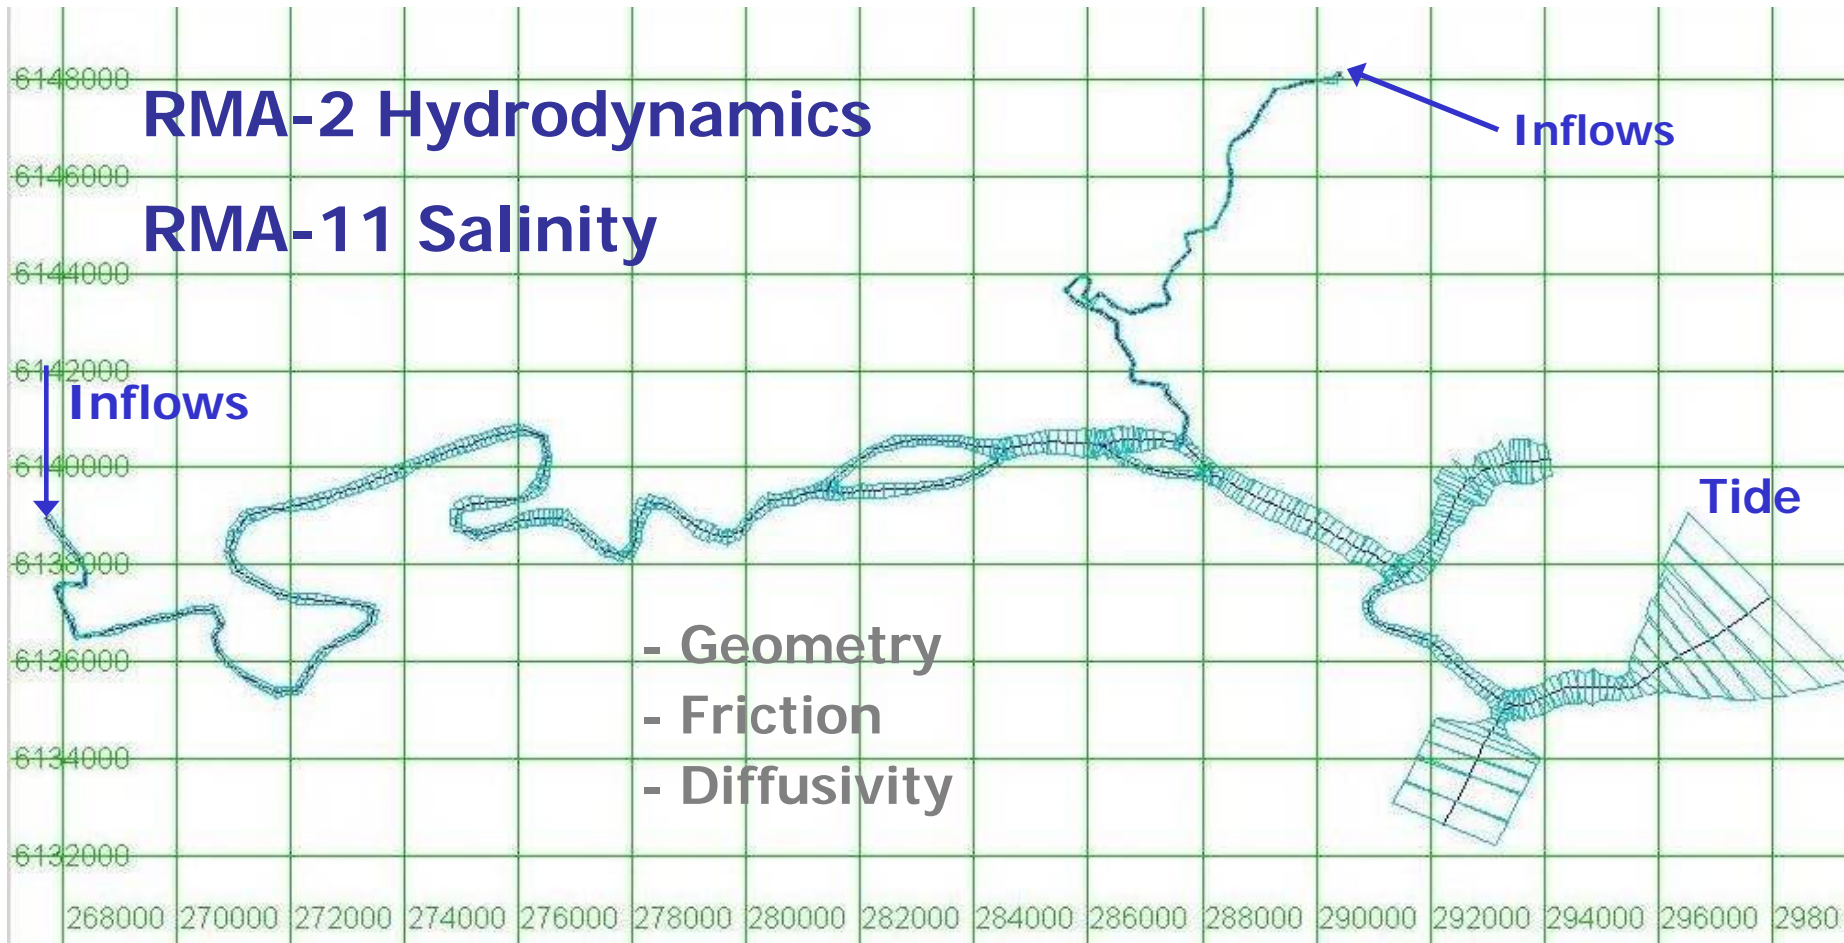 6148000
RMA-2 Hydrodynamics
Inflows
6146000
RMA-11 Salinity
6144000
6142000
Inflows
6140000
Tide
6138000
- Geometry
6136000
- Friction
6134000
- Diffusivity
6132000
268000 270000 272000 274000 276000 278000 280000 282000 284000 286000 288000 290000 292000 294000 296000 2980